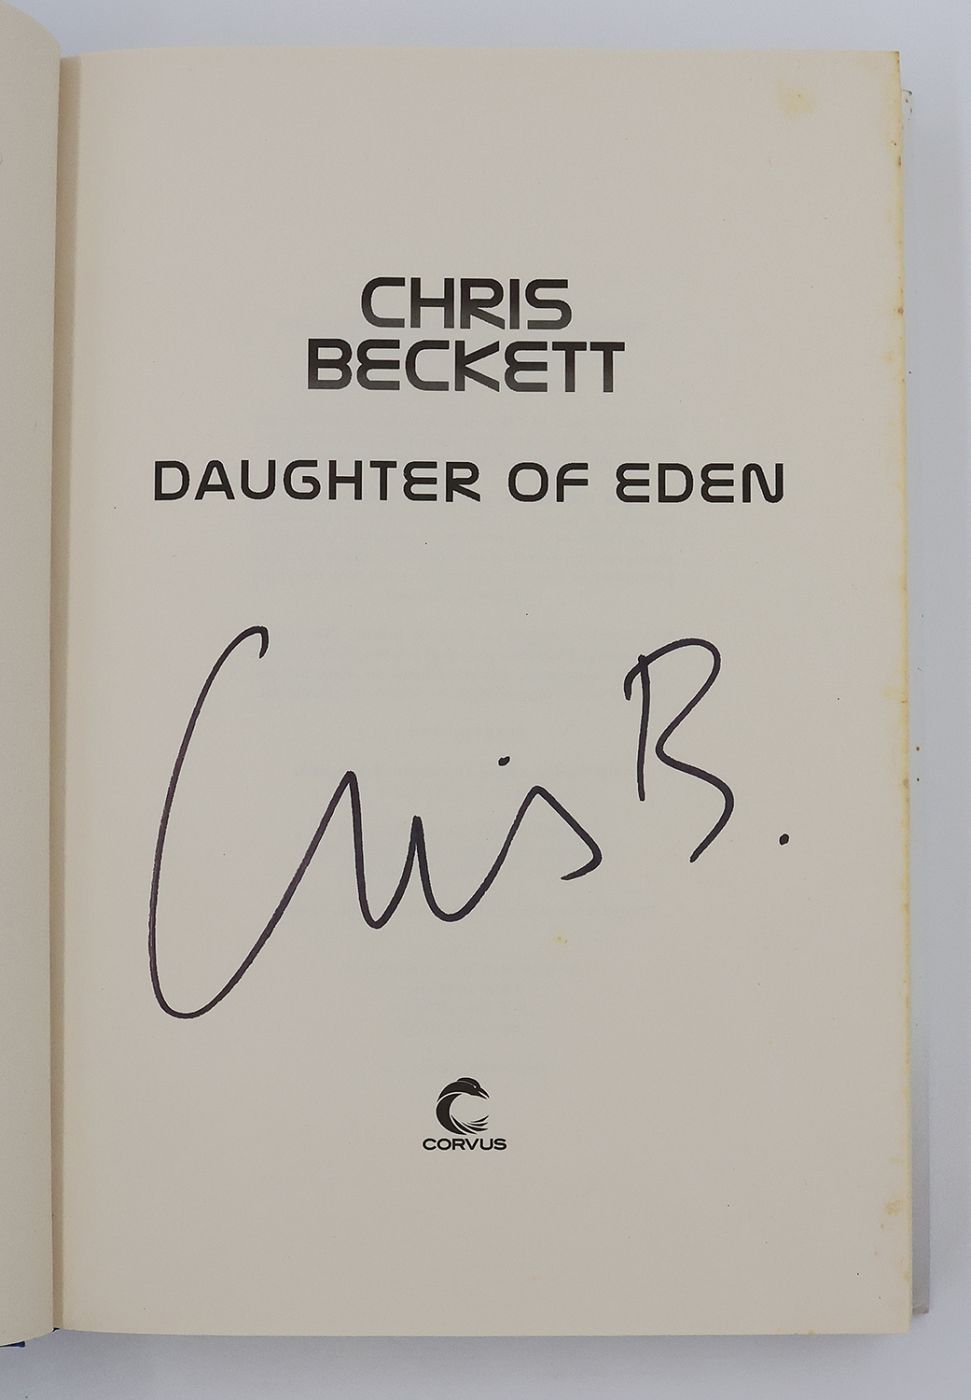 CHRIS
BECKETT
DAUGHTER OF EDEN
Chris B.
CORVUS